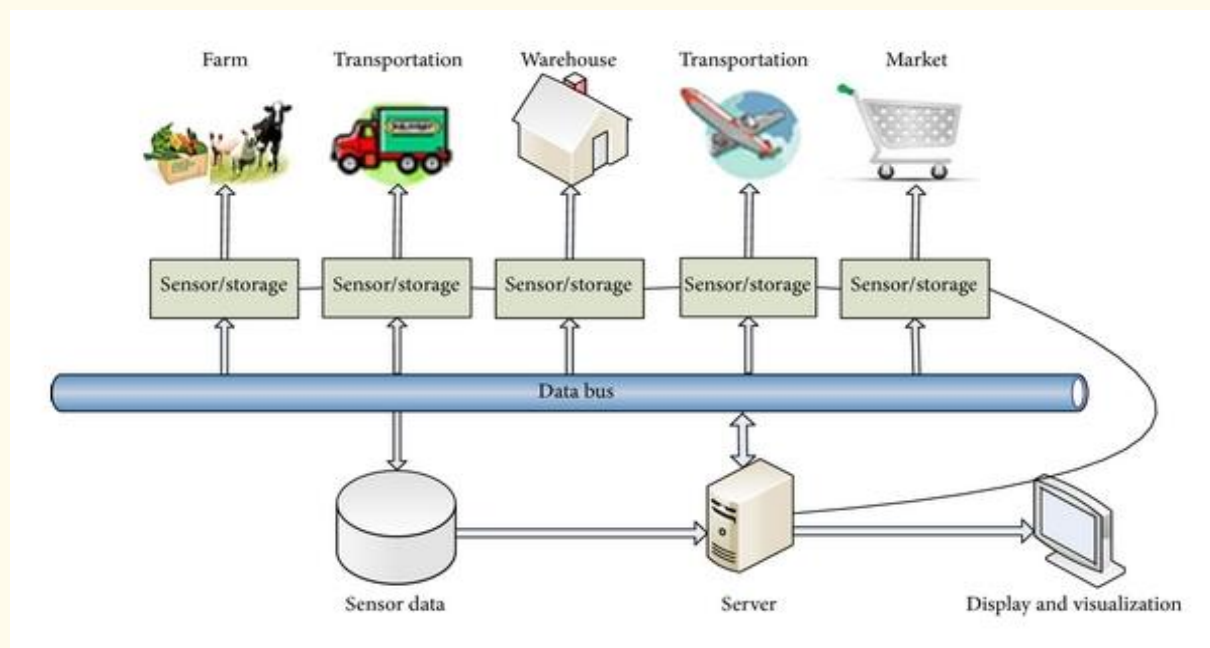 Farm
Transportation
Warehouse
Transportation
Market
Sensor/storage
Sensor/storage
Sensor/storage
Sensor/storage
Sensor/storage
Data bus
Sensor data
Server
Display and visualization